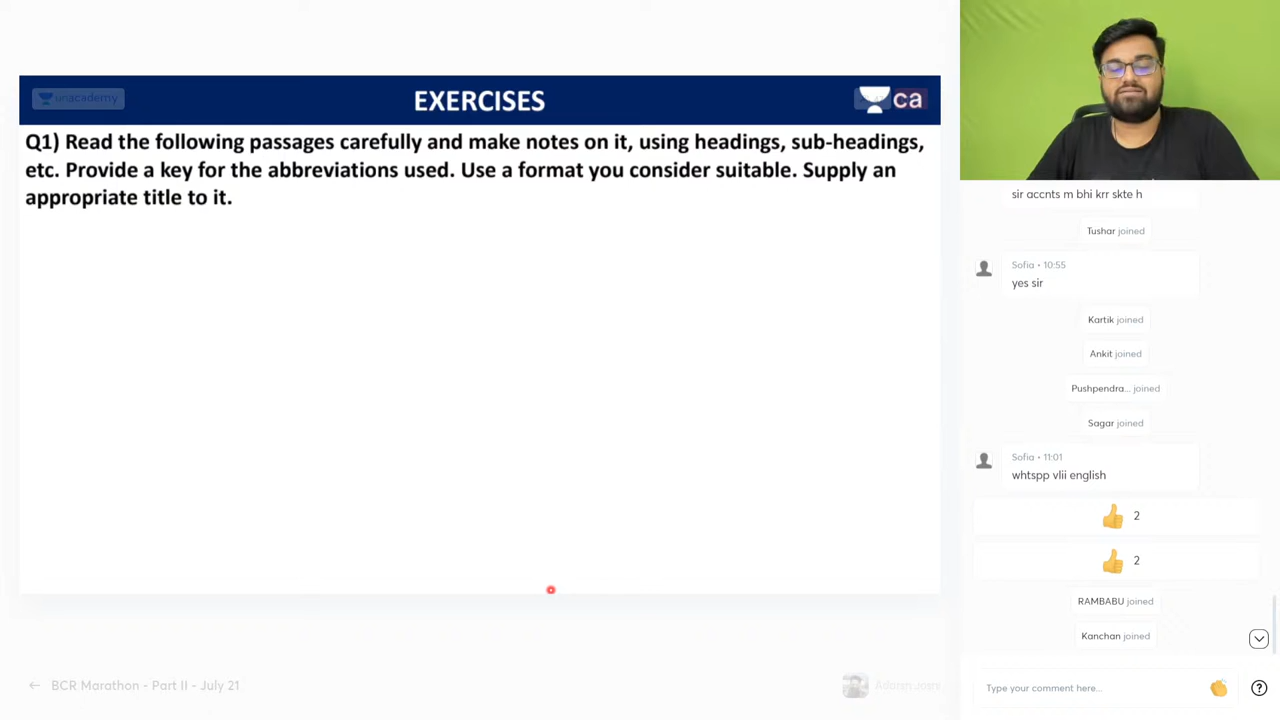 unacademy
EXERCISES
ca
Q1) Read the following passages carefully and make notes on it, using headings, sub-headings,
etc. Provide a key for the abbreviations used. Use a format you consider suitable. Supply an
appropriate title to it.
sir accnts m bhi krr skte h
Tushar joined
Sofia • 10:55
yes sir
Kartik joined
Ankit joined
Pushpendra... joined
Sagar joined
Sofia • 11:01
whtspp vlii english
2
2
RAMBABU joined
Kanchan joined
← BCR Marathon - Part II - July 21
Adarsh Joshi
Type your comment here...
?